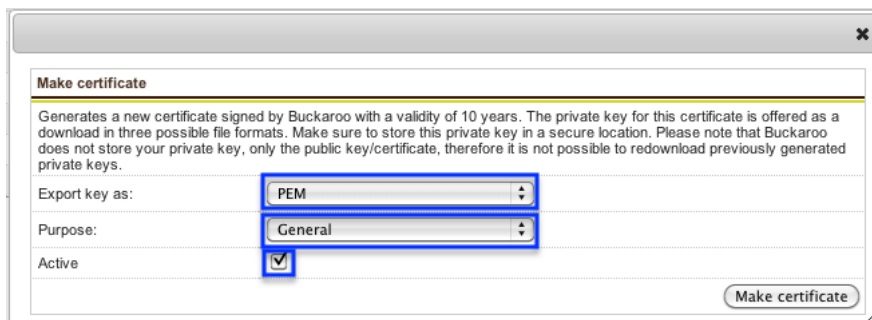 Make certificate
Generates a new certificate signed by Buckaroo with a validity of 10 years. The private key for this certificate is offered as a
download in three possible file formats. Make sure to store this private key in a secure location. Please note that Buckaroo
does not store your private key, only the public key/certificate, therefore it is not possible to redownload previously generated
private keys.
Export key as: PEM
Purpose: General
Active
Make certificate